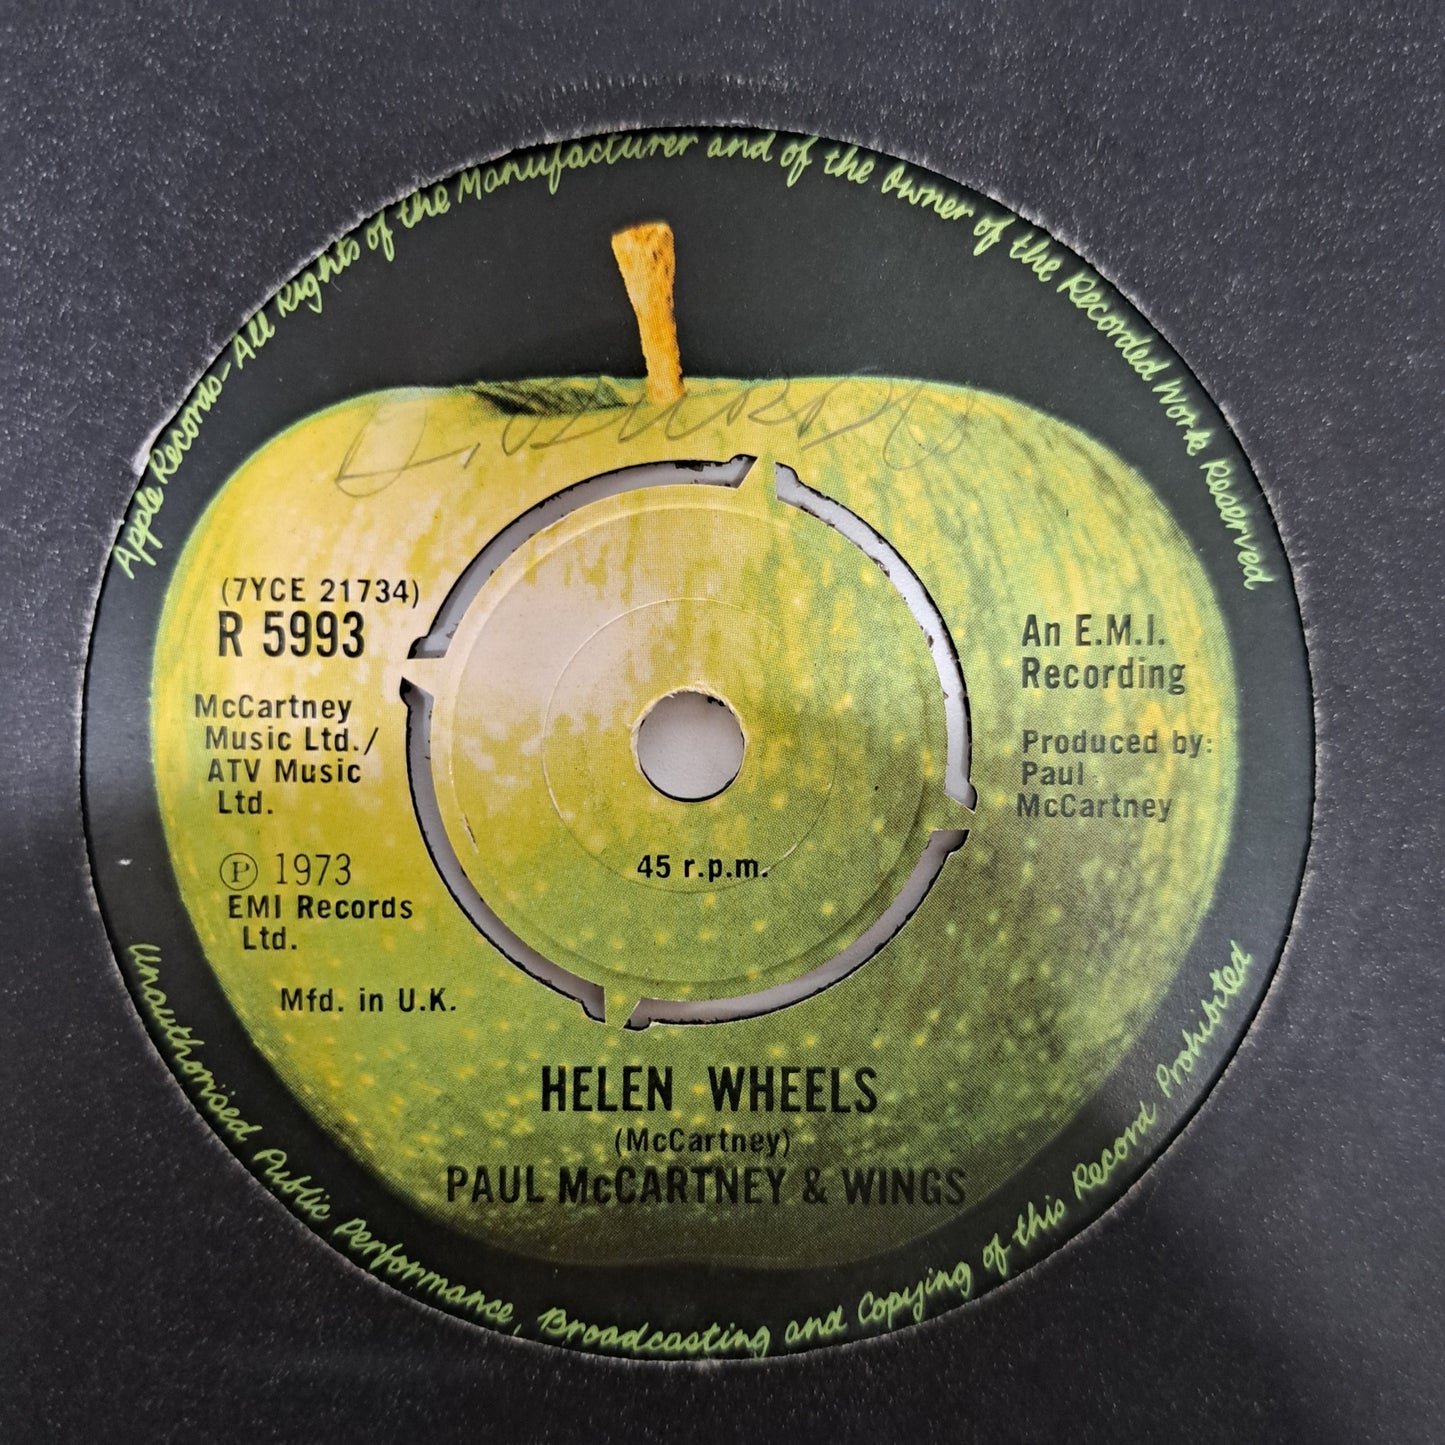 Apple Records - All Rights of the Manufacturer and of the Owner of the Recorded Work Reserved
(7YCE 21734)
R 5993
McCartney
Music Ltd./
ATV Music
Ltd.
Ⓟ 1973
EMI Records
Ltd.
Mfd. in U.K.
An E.M.I.
Recording
Produced by:
Paul
McCartney
45 r.p.m.
HELEN WHEELS
(McCartney)
PAUL McCARTNEY & WINGS
Unauthorised Public Performance, Broadcasting and Copying of this Record Prohibited